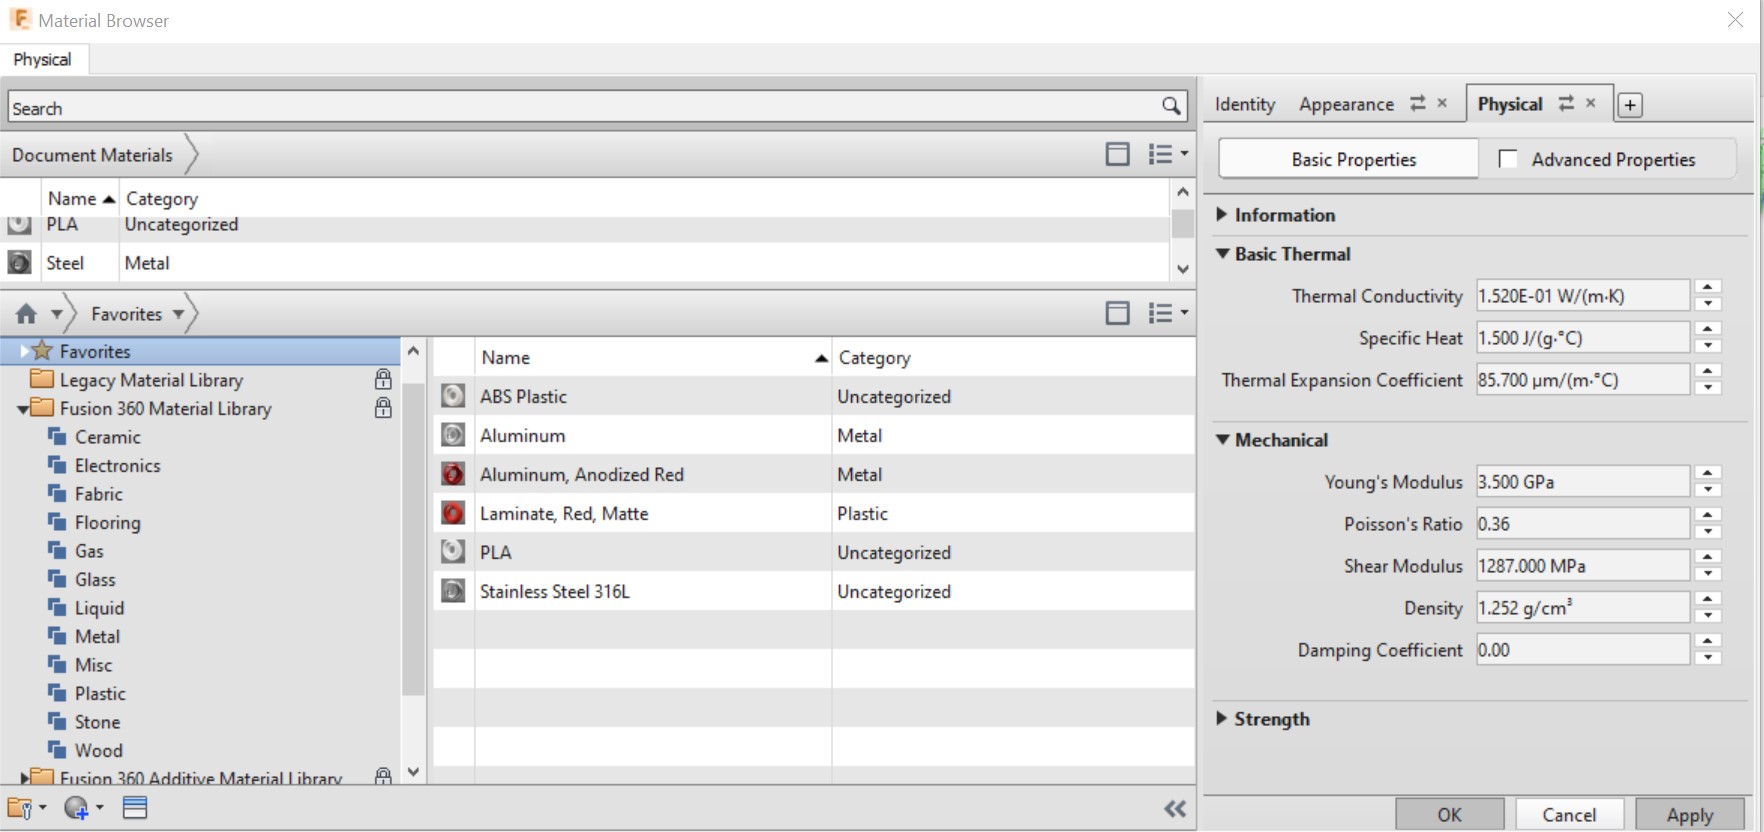 Material Browser
Physical
Search
Document Materials
Name Category
PLA Uncategorized
Steel Metal
Favorites
Favorites
Legacy Material Library
Fusion 360 Material Library
Ceramic
Electronics
Fabric
Flooring
Gas
Glass
Liquid
Metal
Misc
Plastic
Stone
Wood
Fusion 360 Additive Material Library
Name Category
ABS Plastic Uncategorized
Aluminum Metal
Aluminum, Anodized Red Metal
Laminate, Red, Matte Plastic
PLA Uncategorized
Stainless Steel 316L Uncategorized
Identity Appearance Physical
Basic Properties Advanced Properties
Information
Basic Thermal
Thermal Conductivity 1.520E-01 W/(m·K)
Specific Heat 1.500 J/(g·°C)
Thermal Expansion Coefficient 85.700 µm/(m·°C)
Mechanical
Young's Modulus 3.500 GPa
Poisson's Ratio 0.36
Shear Modulus 1287.000 MPa
Density 1.252 g/cm³
Damping Coefficient 0.00
Strength
OK Cancel Apply